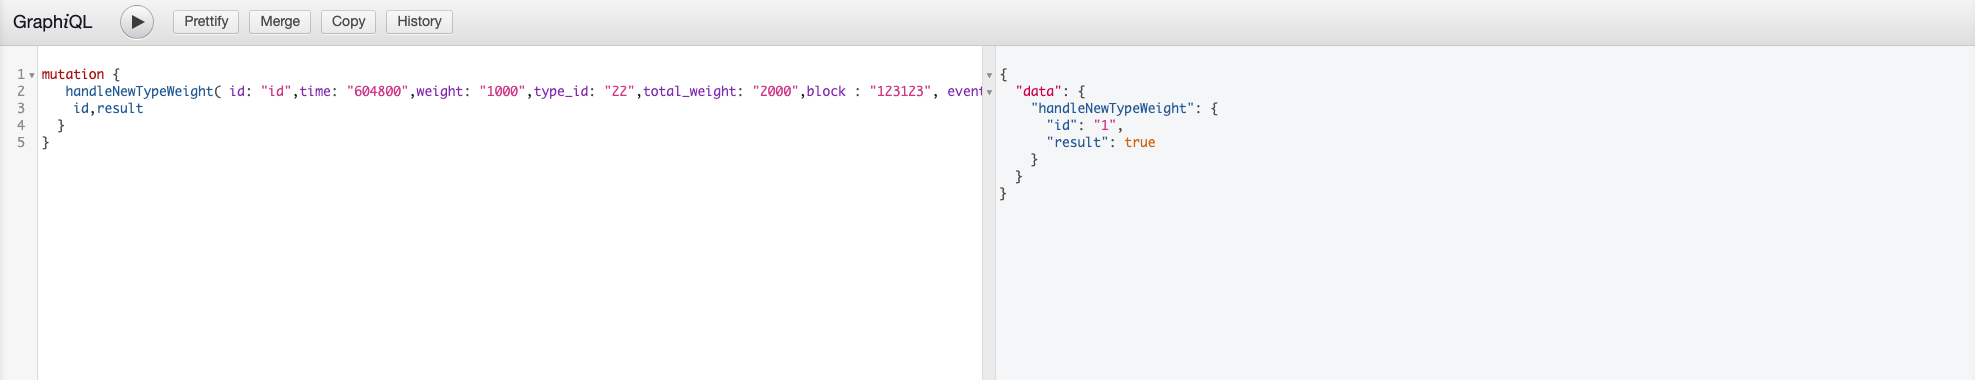 GraphiQL Prettify Merge Copy History
1 mutation {
2 handleNewTypeWeight( id: "id",time: "604800",weight: "1000",type_id: "22",total_weight: "2000",block : "123123", event
3 id,result
4 }
5 }
{
"data": {
"handleNewTypeWeight": {
"id": "1",
"result": true
}
}
}